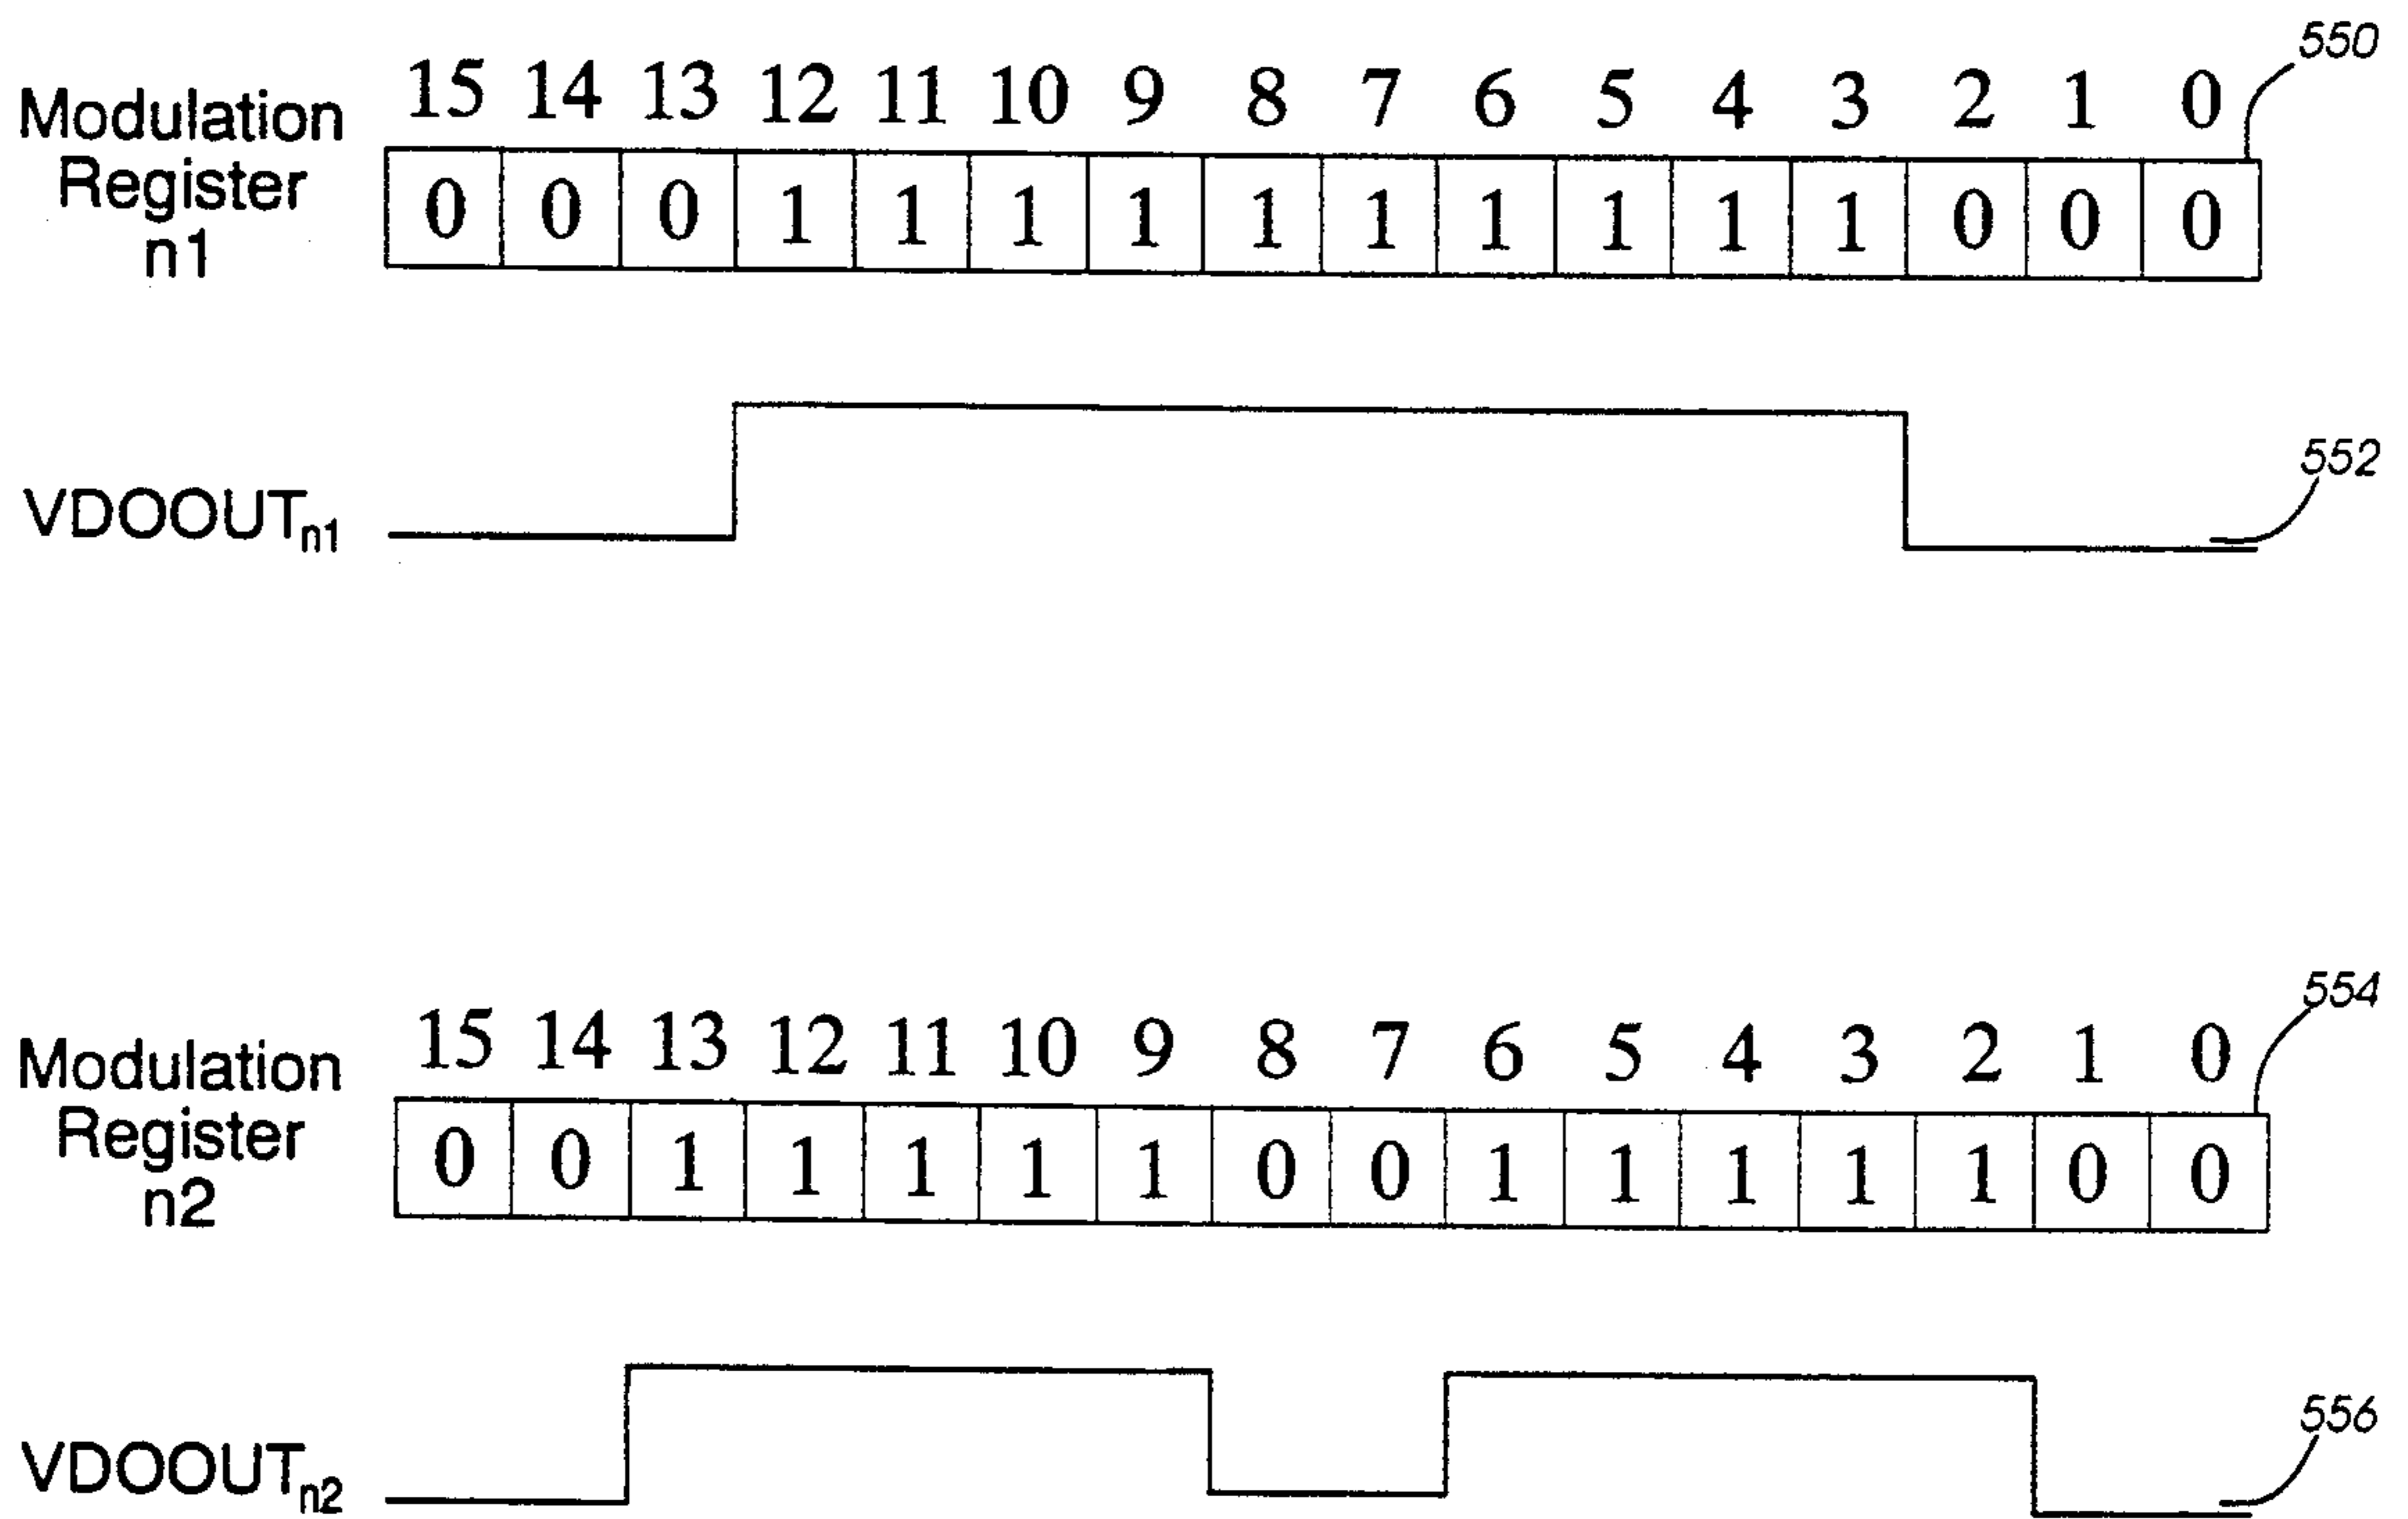 550
15 14 13 12 11 10 9 8 7 6 5 4 3 2 1 0
Modulation
Register
n1
0 0 0 1 1 1 1 1 1 1 1 1 1 0 0 0
552
VDOOUTn1
554
15 14 13 12 11 10 9 8 7 6 5 4 3 2 1 0
Modulation
Register
n2
0 0 1 1 1 1 1 0 0 1 1 1 1 1 0 0
556
VDOOUTn2